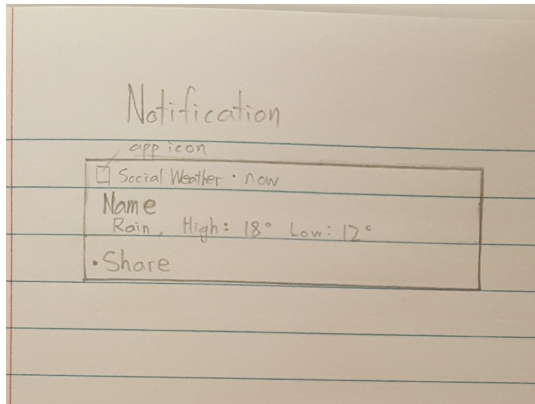 Notification
app icon
Social Weather • now
Name
Rain, High: 18° Low: 12°
• Share